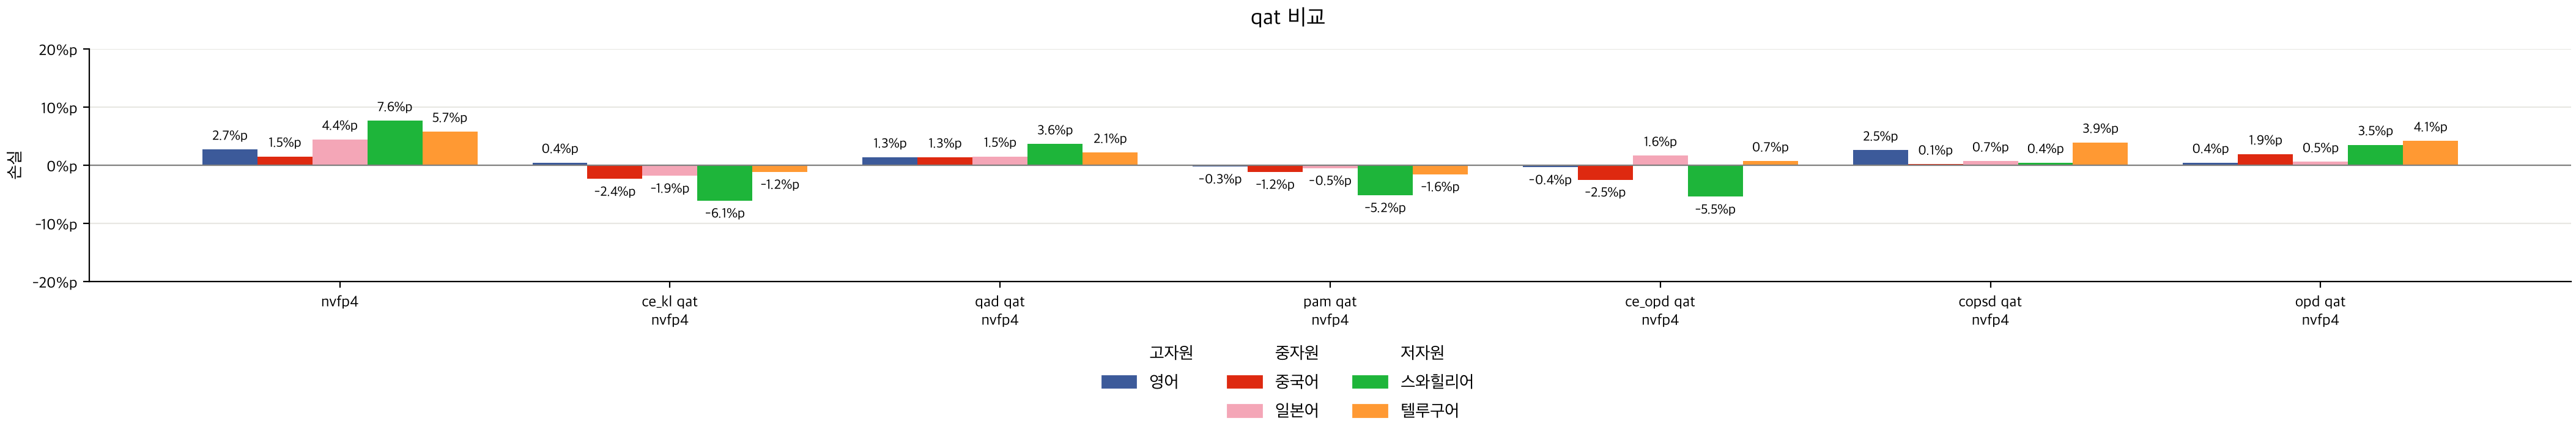 qat 비교
손실
20%p
10%p
0%p
-10%p
-20%p
2.7%p 1.5%p 4.4%p 7.6%p 5.7%p
0.4%p -2.4%p -1.9%p -6.1%p -1.2%p
1.3%p 1.3%p 1.5%p 3.6%p 2.1%p
-0.3%p -1.2%p -0.5%p -5.2%p -1.6%p
-0.4%p -2.5%p 1.6%p -5.5%p 0.7%p
2.5%p 0.1%p 0.7%p 0.4%p 3.9%p
0.4%p 1.9%p 0.5%p 3.5%p 4.1%p
nvfp4
ce_kl qat
nvfp4
qad qat
nvfp4
pam qat
nvfp4
ce_opd qat
nvfp4
copsd qat
nvfp4
opd qat
nvfp4
고자원
영어
중자원
중국어
일본어
저자원
스와힐리어
텔루구어